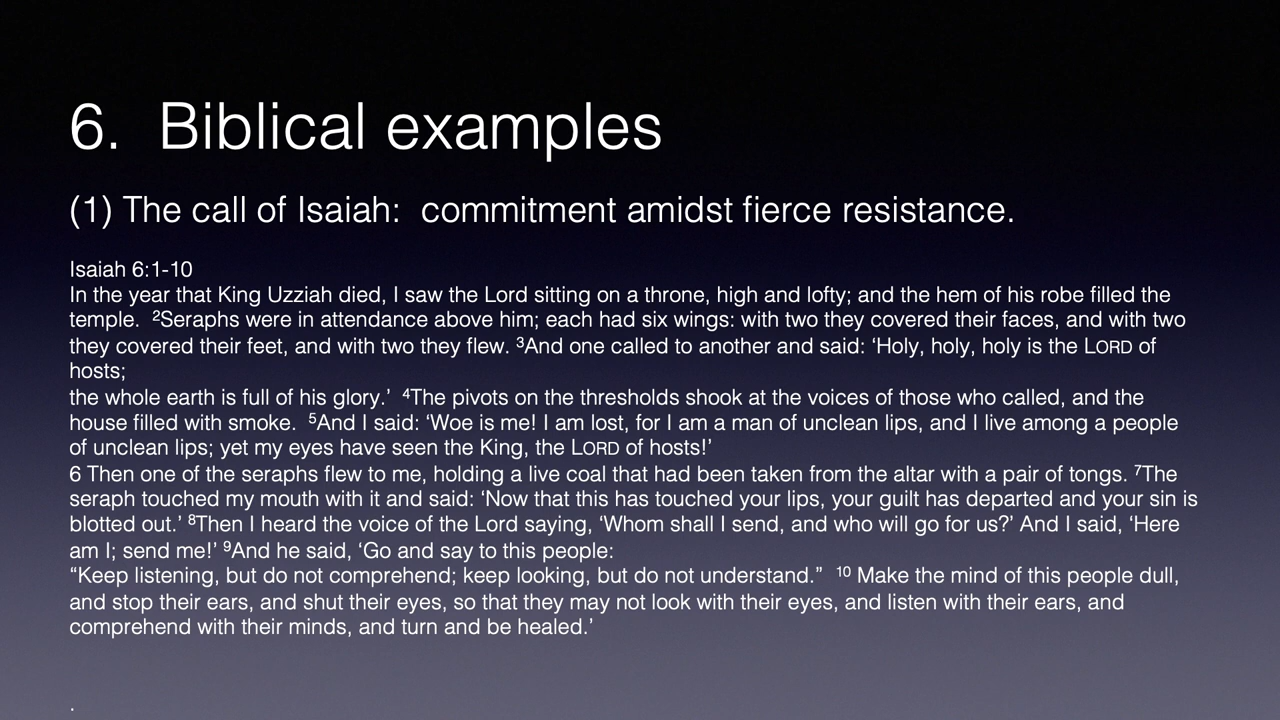 6.  Biblical examples
(1) The call of Isaiah:  commitment amidst fierce resistance.
Isaiah 6:1-10
In the year that King Uzziah died, I saw the Lord sitting on a throne, high and lofty; and the hem of his robe filled the
temple.  ²Seraphs were in attendance above him; each had six wings: with two they covered their faces, and with two
they covered their feet, and with two they flew. ³And one called to another and said: ‘Holy, holy, holy is the LORD of
hosts;
the whole earth is full of his glory.’  ⁴The pivots on the thresholds shook at the voices of those who called, and the
house filled with smoke.  ⁵And I said: ‘Woe is me! I am lost, for I am a man of unclean lips, and I live among a people
of unclean lips; yet my eyes have seen the King, the LORD of hosts!’
6 Then one of the seraphs flew to me, holding a live coal that had been taken from the altar with a pair of tongs. ⁷The
seraph touched my mouth with it and said: ‘Now that this has touched your lips, your guilt has departed and your sin is
blotted out.’ ⁸Then I heard the voice of the Lord saying, ‘Whom shall I send, and who will go for us?’ And I said, ‘Here
am I; send me!’ ⁹And he said, ‘Go and say to this people:
“Keep listening, but do not comprehend; keep looking, but do not understand.”  ¹⁰ Make the mind of this people dull,
and stop their ears, and shut their eyes, so that they may not look with their eyes, and listen with their ears, and
comprehend with their minds, and turn and be healed.’
.